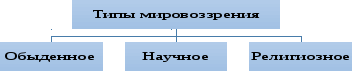 Типы мировоззрения
Обыденное
Научное
Религиозное